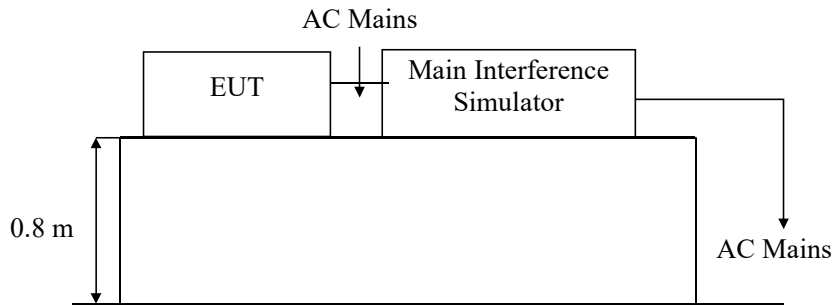 AC Mains
EUT
Main Interference
Simulator
0.8 m
AC Mains